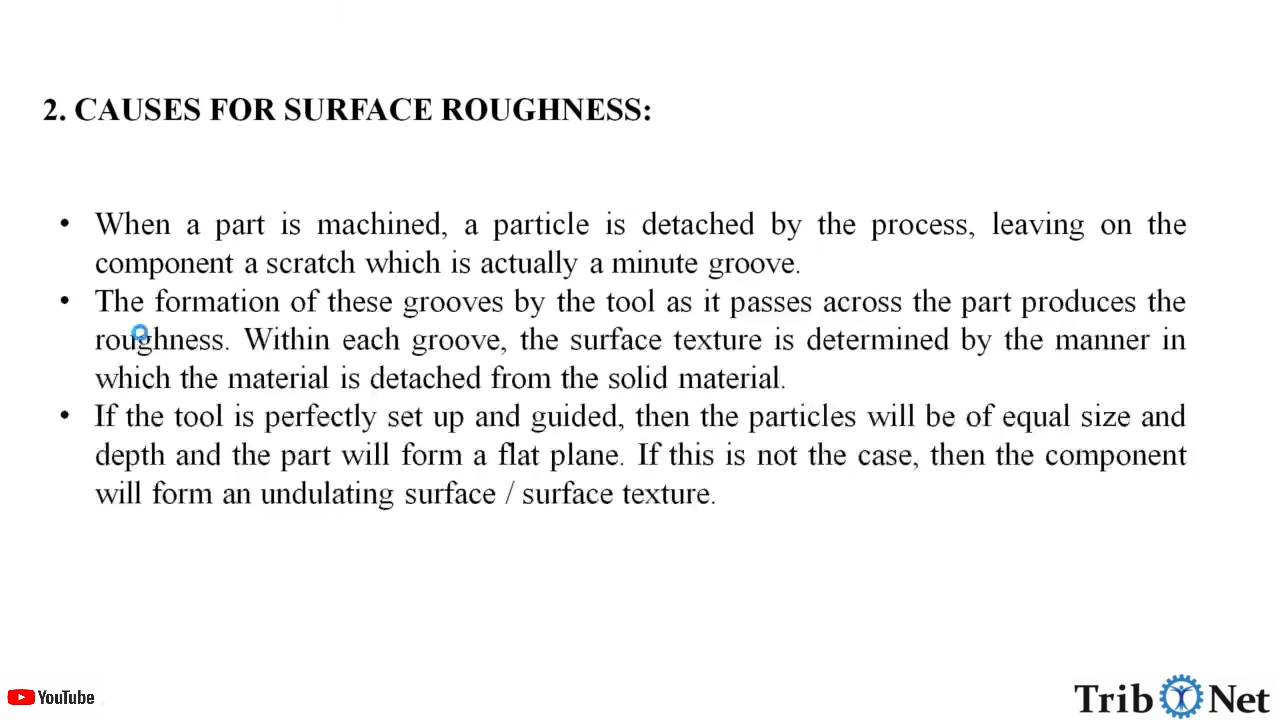 2. CAUSES FOR SURFACE ROUGHNESS:
• When a part is machined, a particle is detached by the process, leaving on the
component a scratch which is actually a minute groove.
• The formation of these grooves by the tool as it passes across the part produces the
roughness. Within each groove, the surface texture is determined by the manner in
which the material is detached from the solid material.
• If the tool is perfectly set up and guided, then the particles will be of equal size and
depth and the part will form a flat plane. If this is not the case, then the component
will form an undulating surface / surface texture.
YouTube
Trib Net